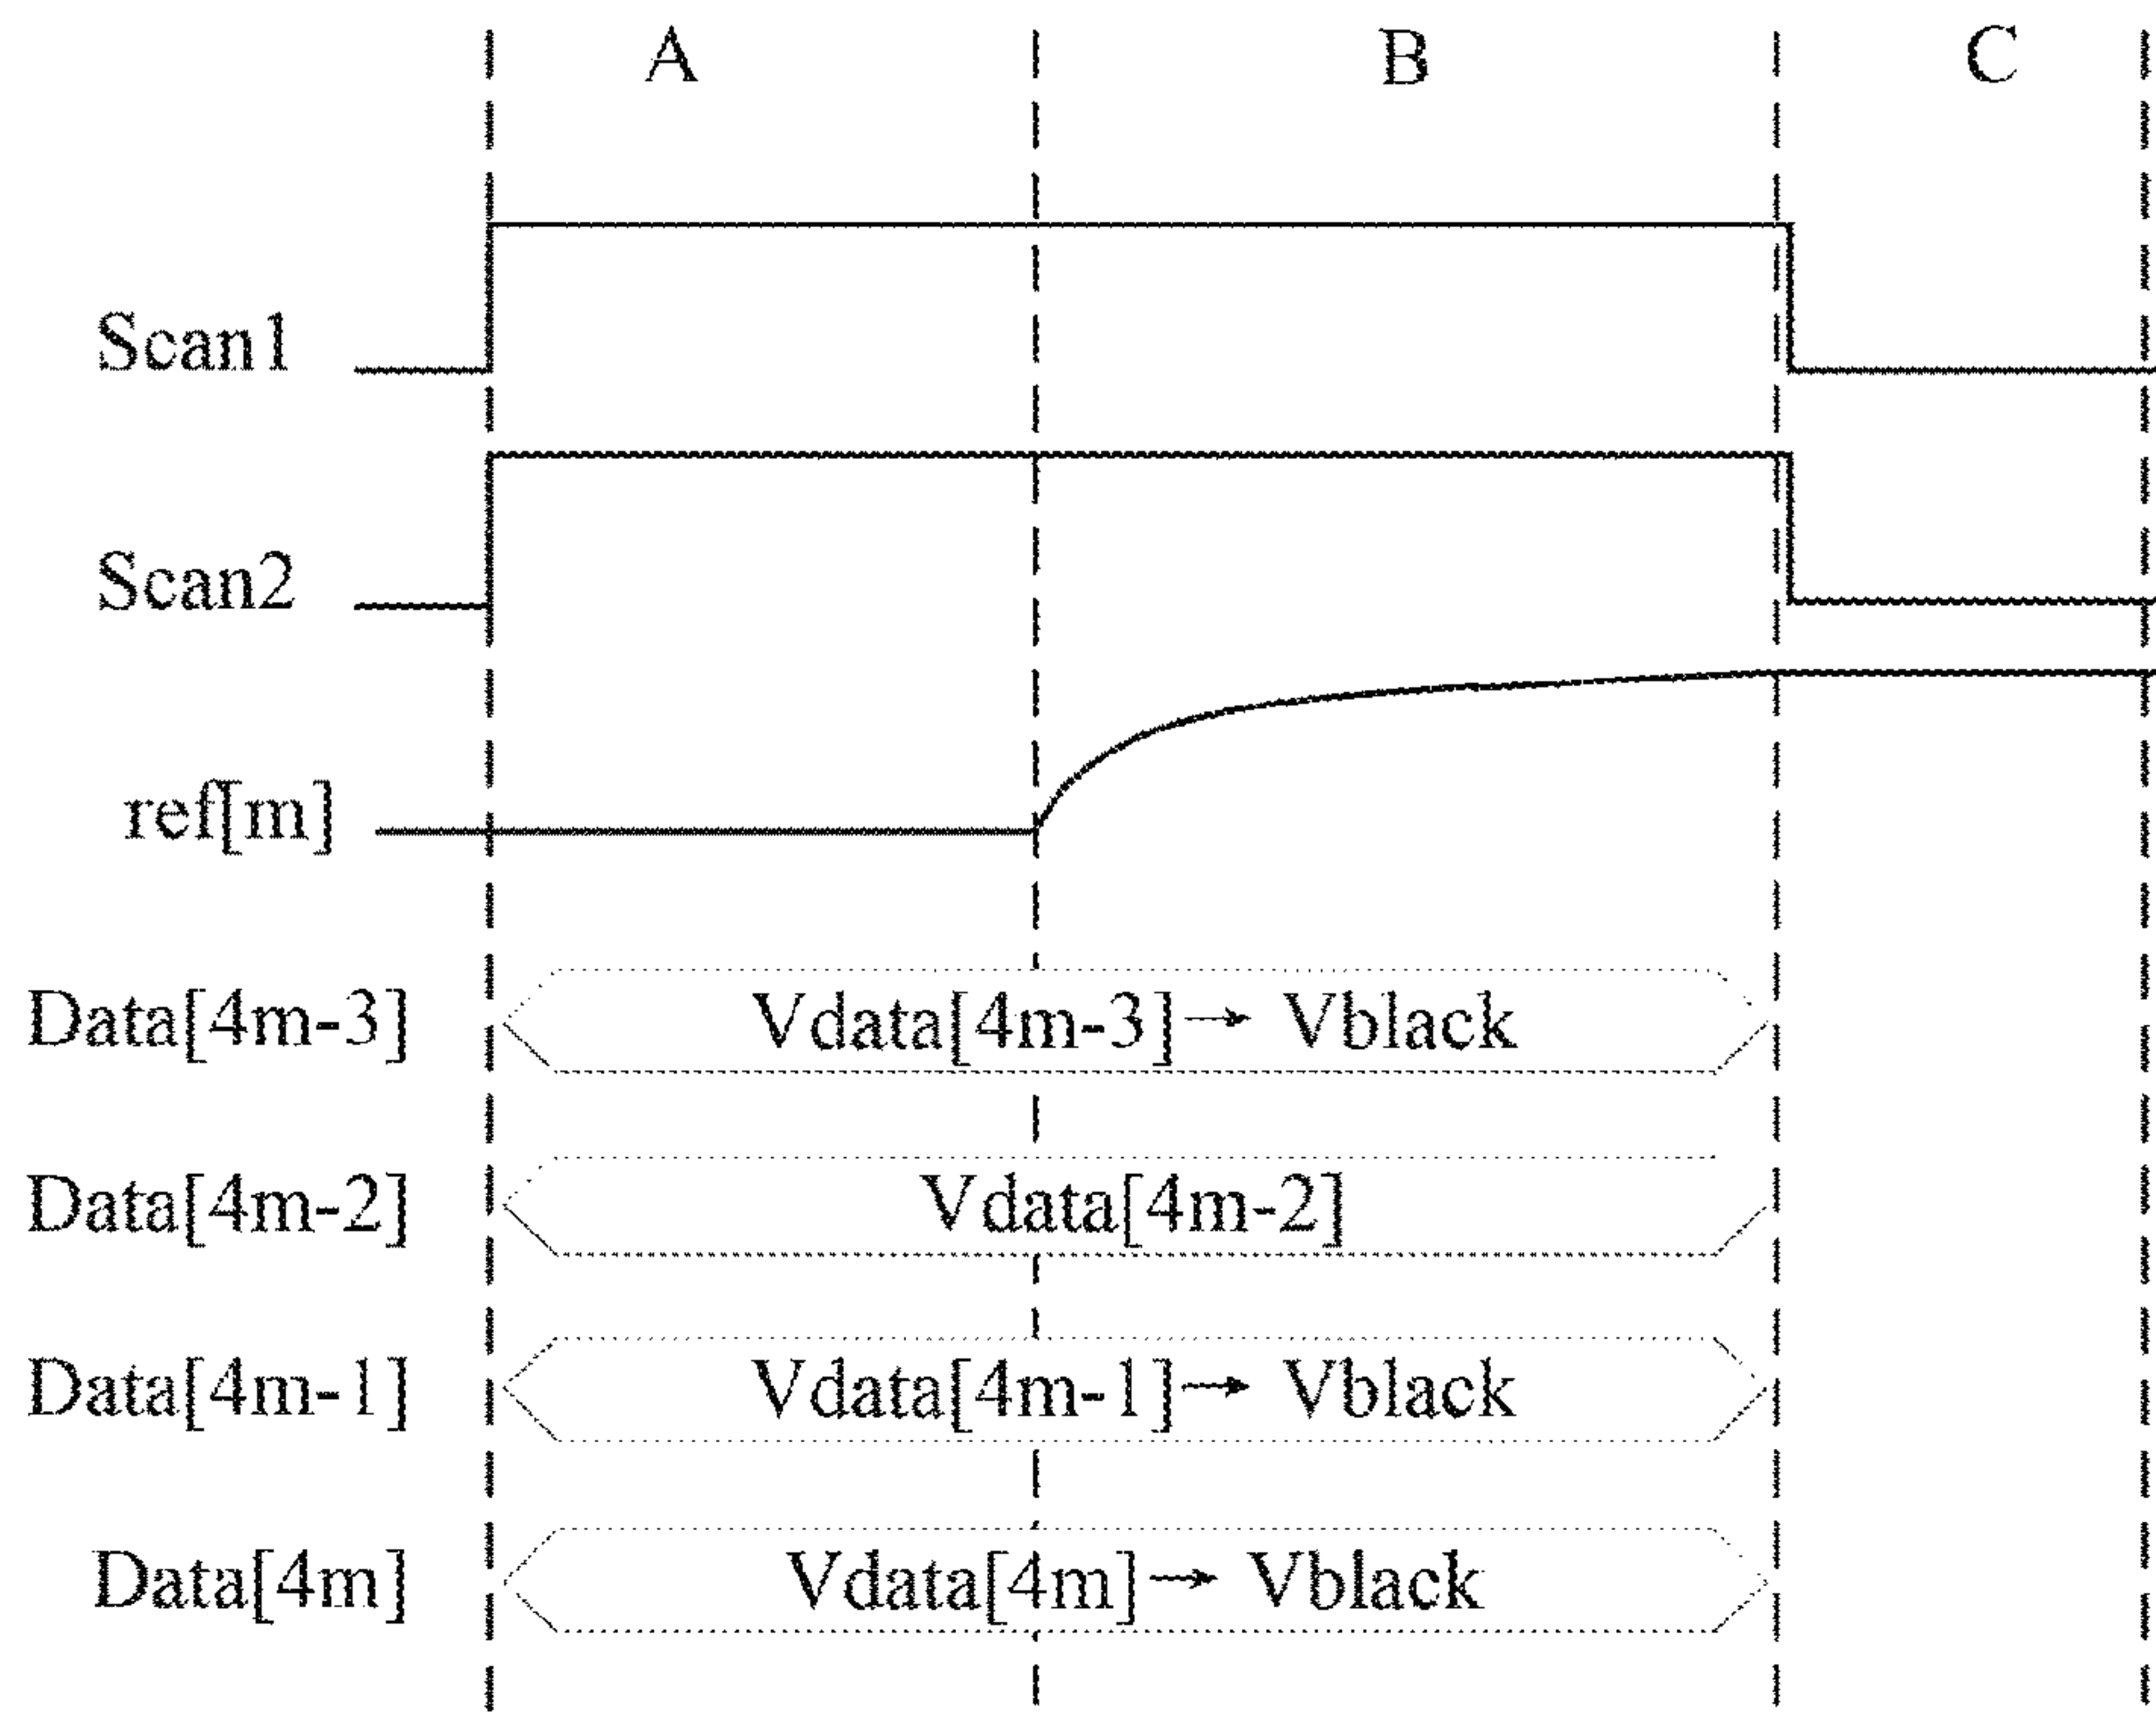 A B C
Scan1
Scan2
ref[m]
Data[4m-3] Vdata[4m-3]→ Vblack
Data[4m-2] Vdata[4m-2]
Data[4m-1] Vdata[4m-1]→ Vblack
Data[4m] Vdata[4m]→ Vblack